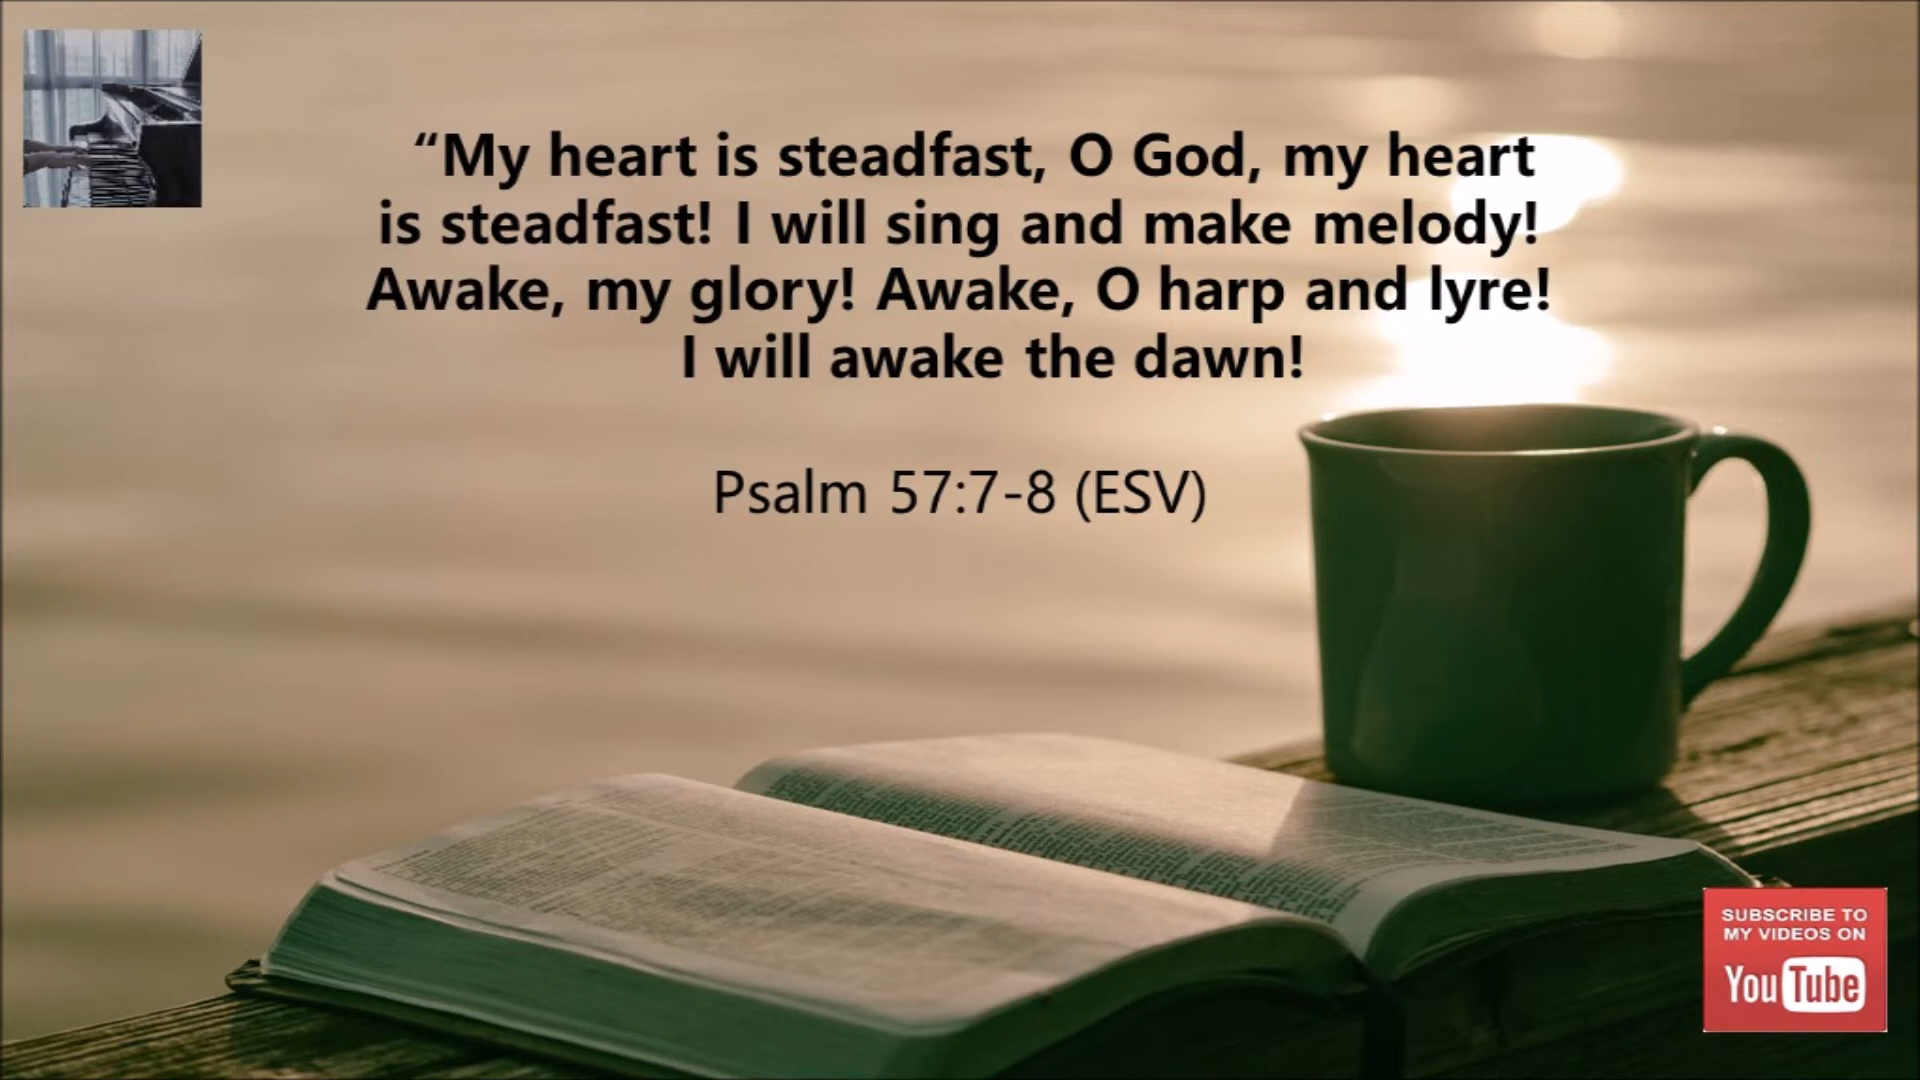 “My heart is steadfast, O God, my heart
is steadfast! I will sing and make melody!
Awake, my glory! Awake, O harp and lyre!
I will awake the dawn!
Psalm 57:7-8 (ESV)
SUBSCRIBE TO
MY VIDEOS ON
YouTube